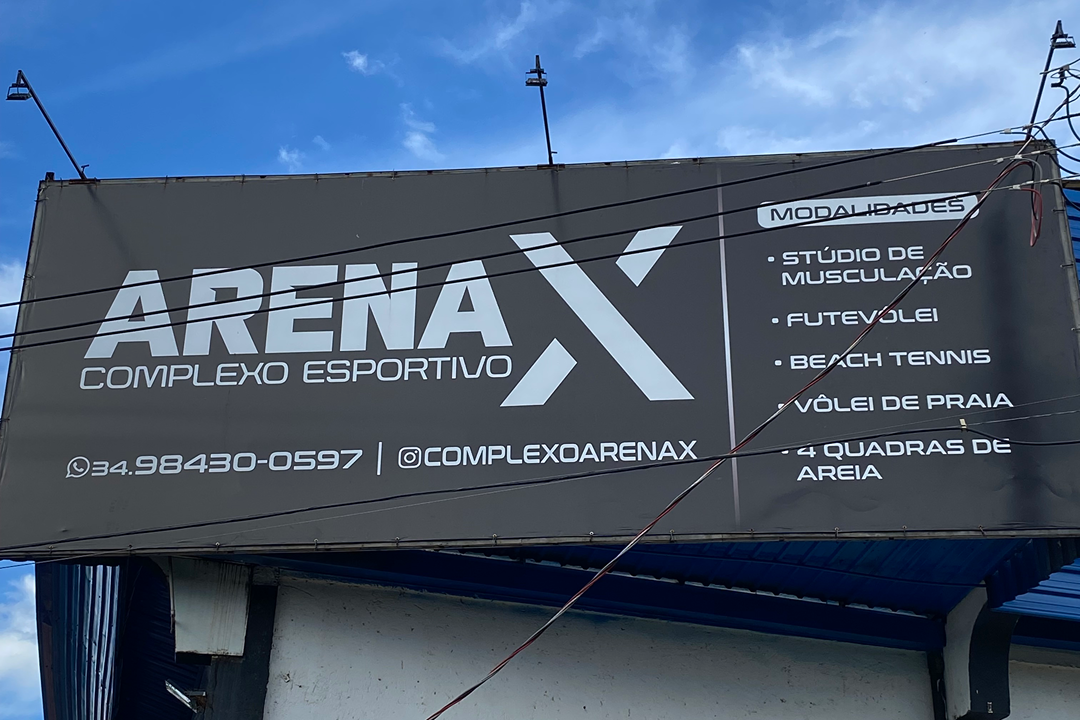 ARENA X
COMPLEXO ESPORTIVO
34.98430-0597 | COMPLEXOARENAX
MODALIDADES
• STÚDIO DE
MUSCULAÇÃO
• FUTEVOLEI
• BEACH TENNIS
• VÔLEI DE PRAIA
• 4 QUADRAS DE
AREIA